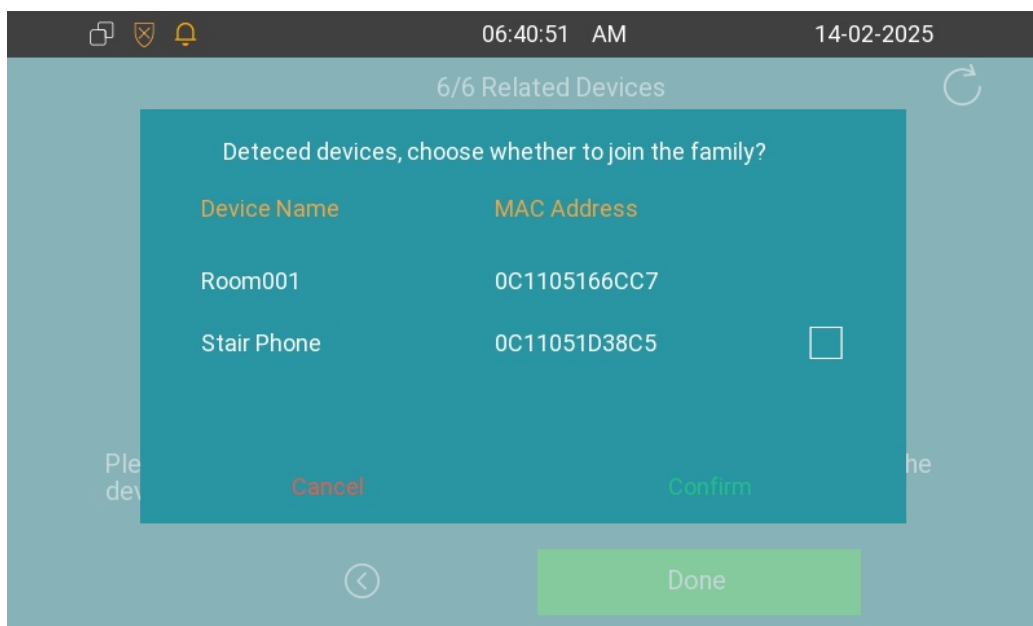 06:40:51 AM 14-02-2025
6/6 Related Devices
Deteced devices, choose whether to join the family?
Device Name MAC Address
Room001 0C1105166CC7
Stair Phone 0C11051D38C5
Cancel Confirm
Done